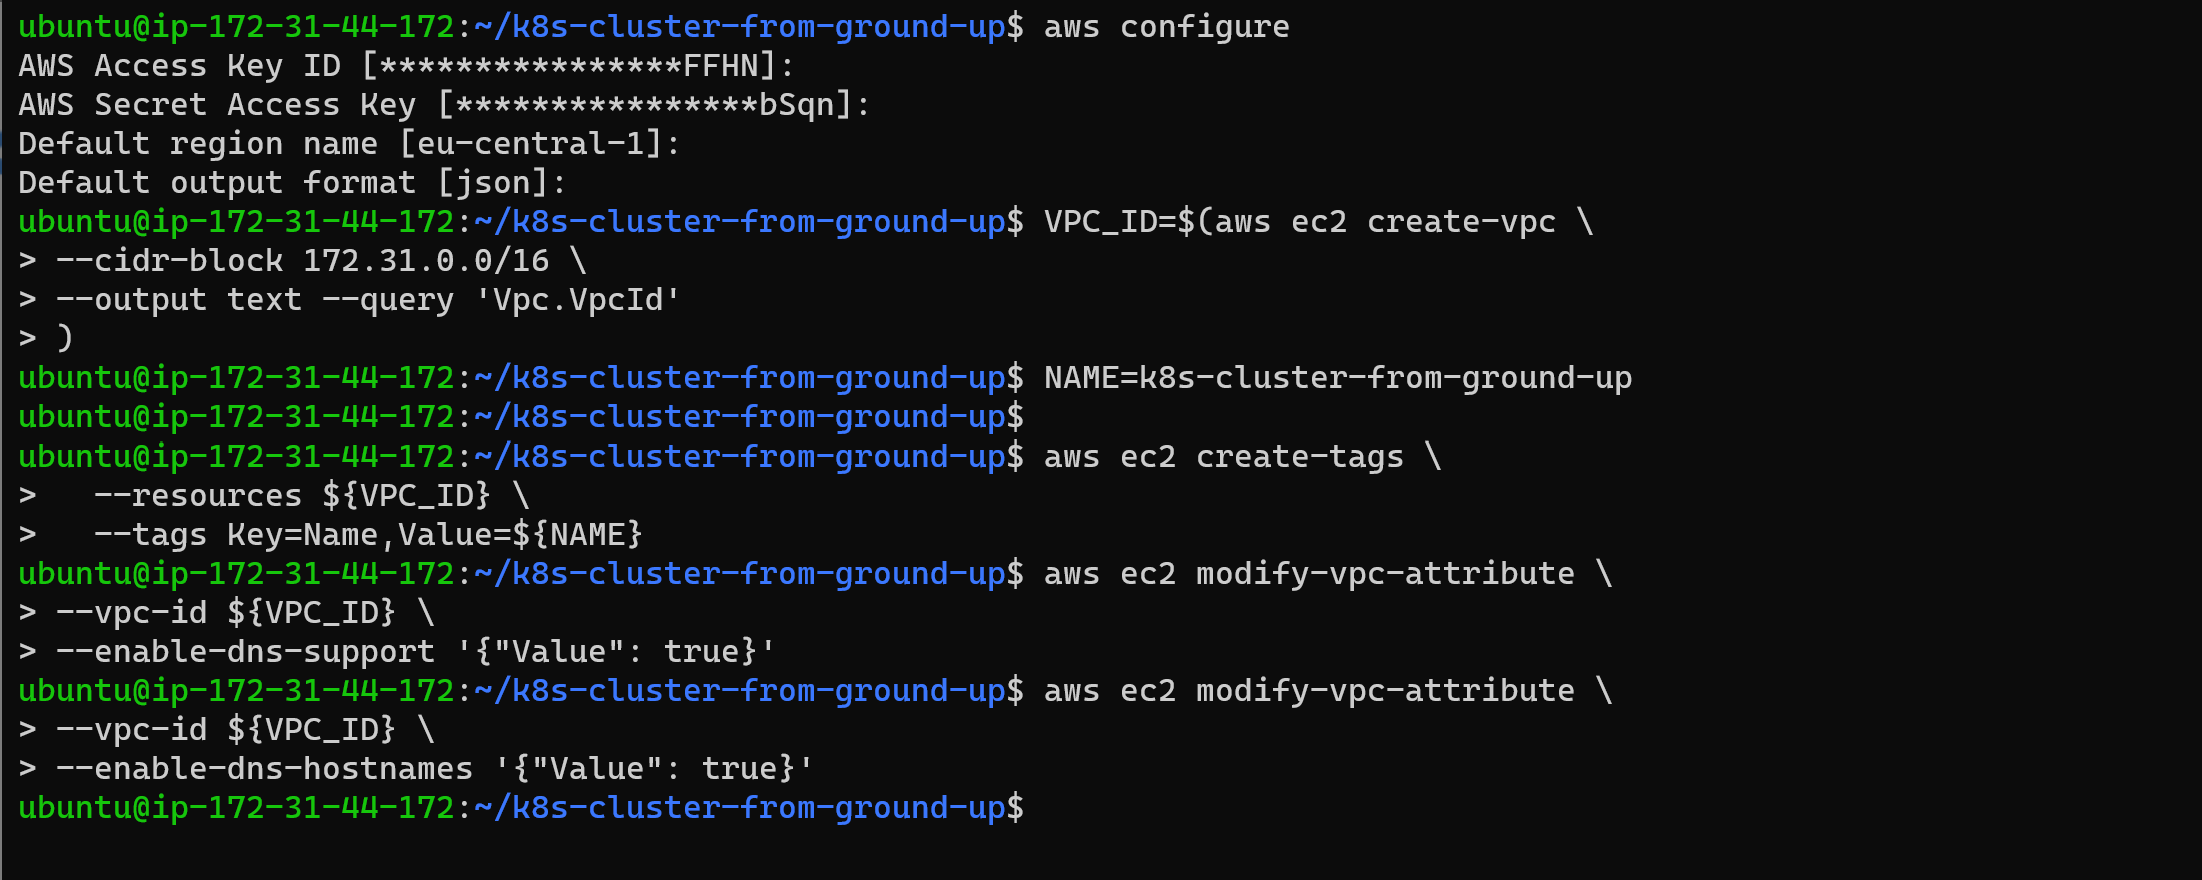 ubuntu@ip-172-31-44-172:~/k8s-cluster-from-ground-up$ aws configure
AWS Access Key ID [****************FFHN]:
AWS Secret Access Key [****************bSqn]:
Default region name [eu-central-1]:
Default output format [json]:
ubuntu@ip-172-31-44-172:~/k8s-cluster-from-ground-up$ VPC_ID=$(aws ec2 create-vpc \
> --cidr-block 172.31.0.0/16 \
> --output text --query 'Vpc.VpcId'
> )
ubuntu@ip-172-31-44-172:~/k8s-cluster-from-ground-up$ NAME=k8s-cluster-from-ground-up
ubuntu@ip-172-31-44-172:~/k8s-cluster-from-ground-up$
ubuntu@ip-172-31-44-172:~/k8s-cluster-from-ground-up$ aws ec2 create-tags \
>   --resources ${VPC_ID} \
>   --tags Key=Name,Value=${NAME}
ubuntu@ip-172-31-44-172:~/k8s-cluster-from-ground-up$ aws ec2 modify-vpc-attribute \
> --vpc-id ${VPC_ID} \
> --enable-dns-support '{"Value": true}'
ubuntu@ip-172-31-44-172:~/k8s-cluster-from-ground-up$ aws ec2 modify-vpc-attribute \
> --vpc-id ${VPC_ID} \
> --enable-dns-hostnames '{"Value": true}'
ubuntu@ip-172-31-44-172:~/k8s-cluster-from-ground-up$